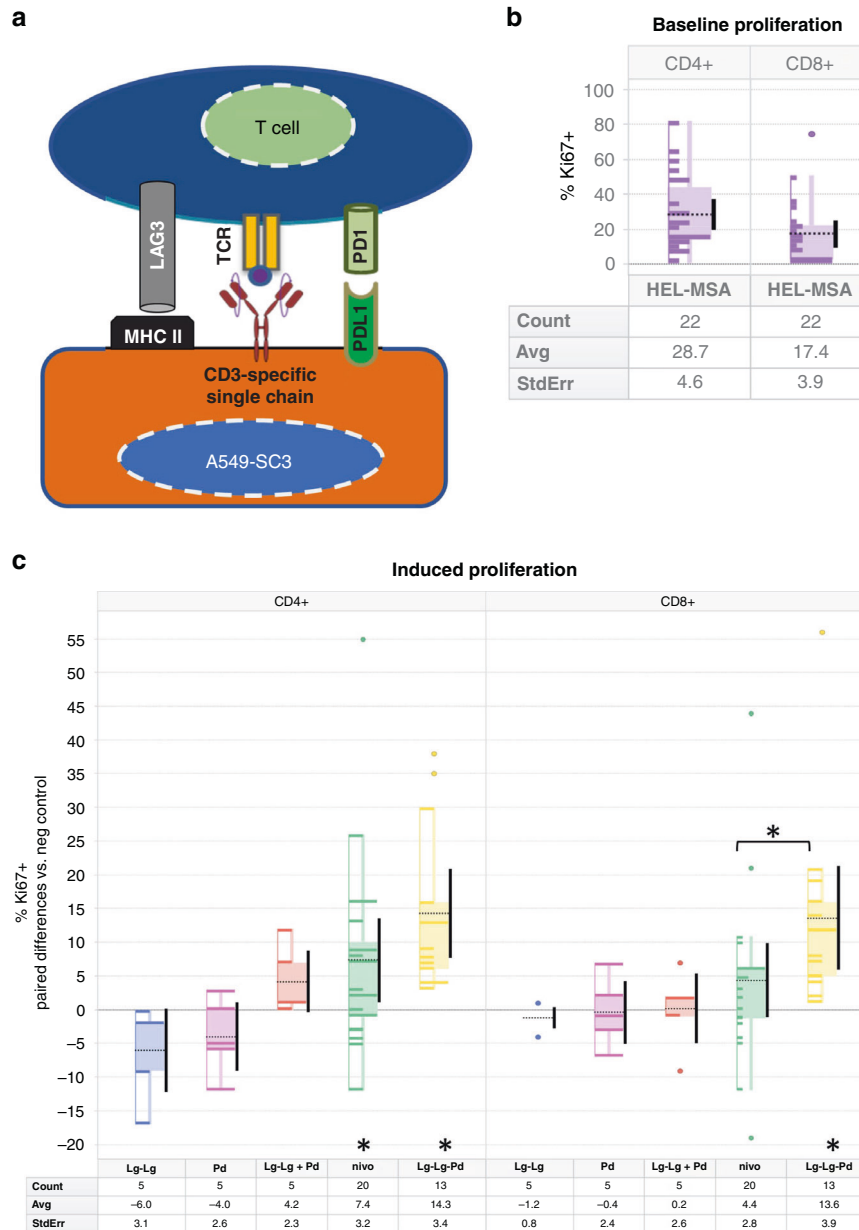 a
T cell
LAG3
TCR
PD1
MHC II
PDL1
CD3-specific
single chain
A549-SC3
b
Baseline proliferation
CD4+ CD8+
% Ki67+
100
80
60
40
20
0
HEL-MSA HEL-MSA
Count 22 22
Avg 28.7 17.4
StdErr 4.6 3.9
c
Induced proliferation
CD4+ CD8+
% Ki67+
paired differences vs. neg control
55
50
45
40
35
30
25
20
15
10
5
0
−5
−10
−15
−20
*
* * *
Lg-Lg Pd Lg-Lg + Pd nivo Lg-Lg-Pd Lg-Lg Pd Lg-Lg + Pd nivo Lg-Lg-Pd
Count 5 5 5 20 13 5 5 5 20 13
Avg −6.0 −4.0 4.2 7.4 14.3 −1.2 −0.4 0.2 4.4 13.6
StdErr 3.1 2.6 2.3 3.2 3.4 0.8 2.4 2.6 2.8 3.9